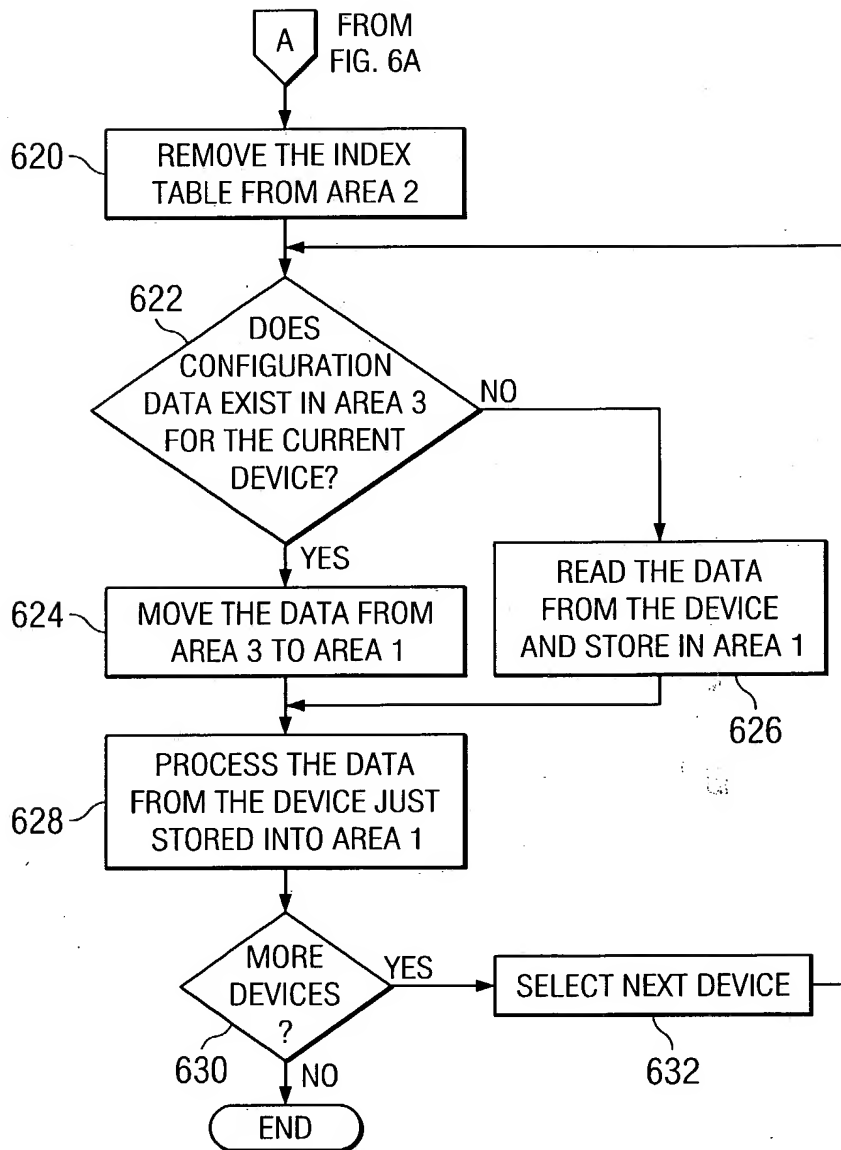 A
FROM
FIG. 6A
620
REMOVE THE INDEX
TABLE FROM AREA 2
622
DOES
CONFIGURATION
DATA EXIST IN AREA 3
FOR THE CURRENT
DEVICE?
NO
YES
624
MOVE THE DATA FROM
AREA 3 TO AREA 1
READ THE DATA
FROM THE DEVICE
AND STORE IN AREA 1
626
628
PROCESS THE DATA
FROM THE DEVICE JUST
STORED INTO AREA 1
MORE
DEVICES
?
YES
SELECT NEXT DEVICE
630
632
NO
END